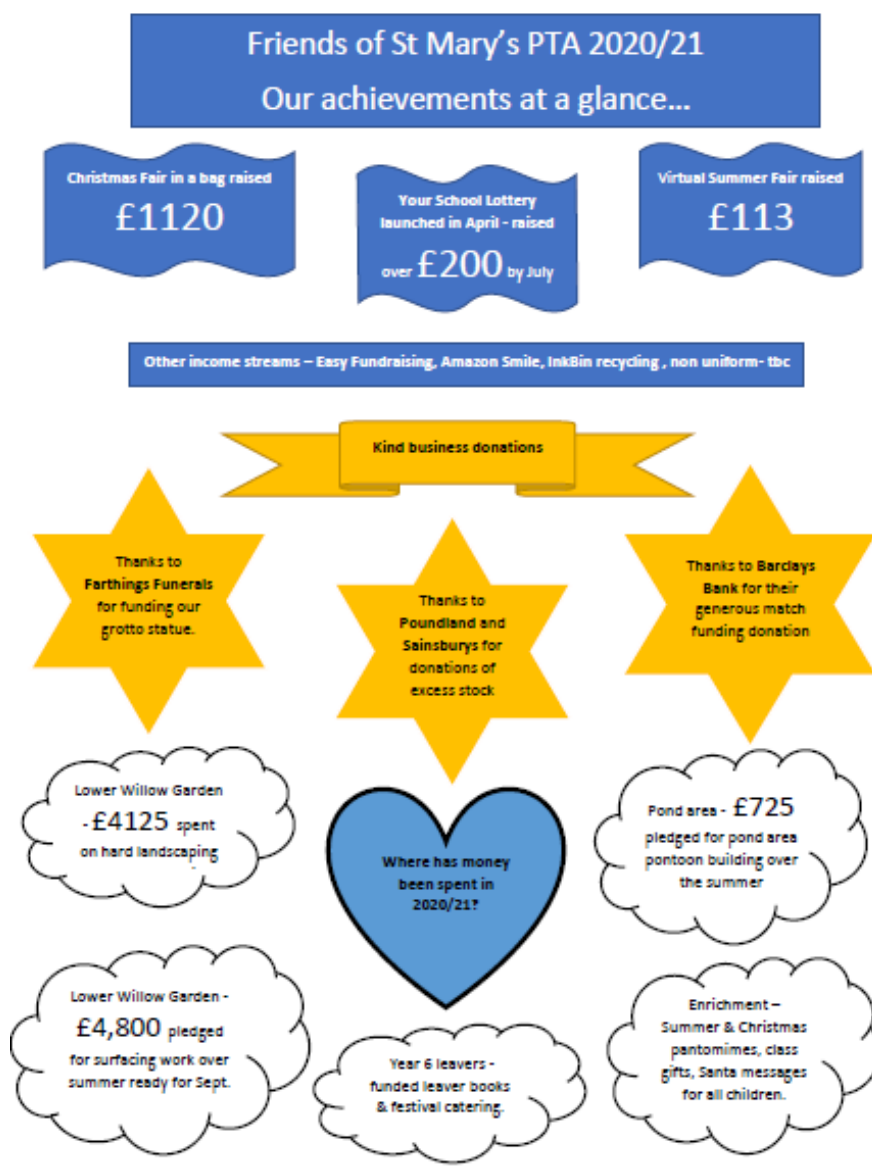 Friends of St Mary's PTA 2020/21
Our achievements at a glance...
Christmas Fair in a bag raised
£1120
Your School Lottery
launched in April - raised
over £200 by July
Virtual Summer Fair raised
£113
Other income streams – Easy Fundraising, Amazon Smile, InkBin recycling , non uniform- tbc
Kind business donations
Thanks to
Farthings Funerals
for funding our
grotto statue.
Thanks to
Poundland and
Sainsburys for
donations of
excess stock
Thanks to Barclays
Bank for their
generous match
funding donation
Lower Willow Garden
- £4125 spent
on hard landscaping
Where has money
been spent in
2020/21?
Pond area - £725
pledged for pond area
pontoon building over
the summer
Lower Willow Garden -
£4,800 pledged
for surfacing work over
summer ready for Sept.
Year 6 leavers -
funded leaver books
& festival catering.
Enrichment –
Summer & Christmas
pantomimes, class
gifts, Santa messages
for all children.